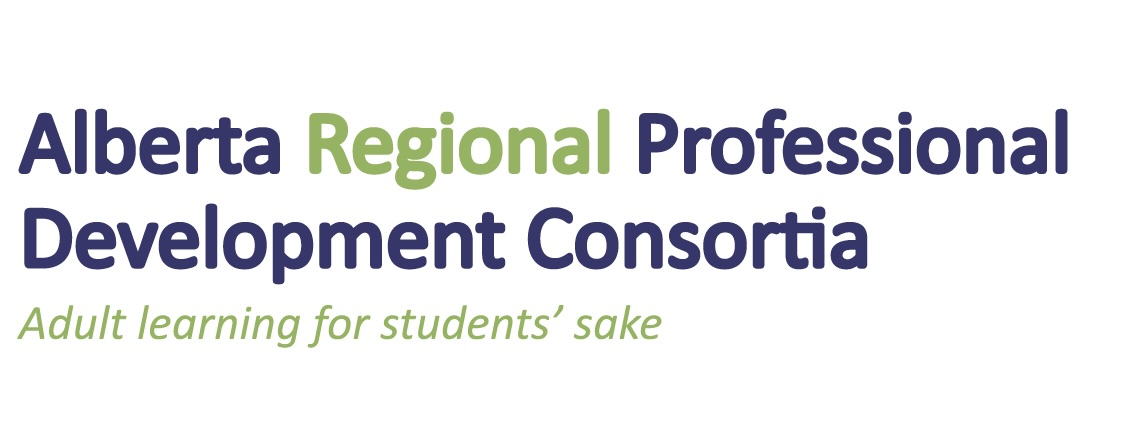 Alberta Regional Professional
Development Consortia
Adult learning for students’ sake